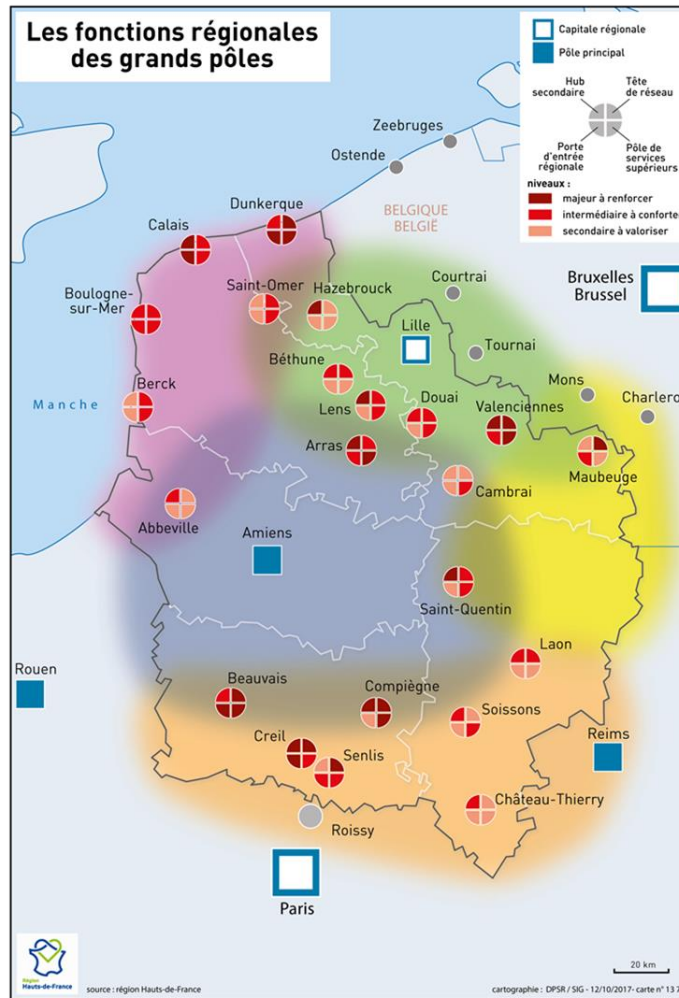 Les fonctions régionales
des grands pôles
Capitale régionale
Pôle principal
Hub
secondaire
Tête
de réseau
Porte
d'entrée
régionale
Pôle de
services
supérieurs
niveaux :
majeur à renforcer
intermédiaire à conforter
secondaire à valoriser
Zeebruges
Ostende
Dunkerque
BELGIQUE
BELGIË
Calais
Saint-Omer
Hazebrouck
Courtrai
Bruxelles
Brussel
Boulogne-
sur-Mer
Lille
Tournai
Béthune
Mons
Manche
Berck
Lens
Douai
Valenciennes
Charlero
Arras
Maubeuge
Cambrai
Abbeville
Amiens
Saint-Quentin
Laon
Rouen
Beauvais
Compiègne
Soissons
Reims
Creil
Senlis
Château-Thierry
Roissy
Paris
20 km
Région
Hauts-de-France
source : région Hauts-de-France
cartographie : DPSR / SIG - 12/10/2017- carte n° 13 7